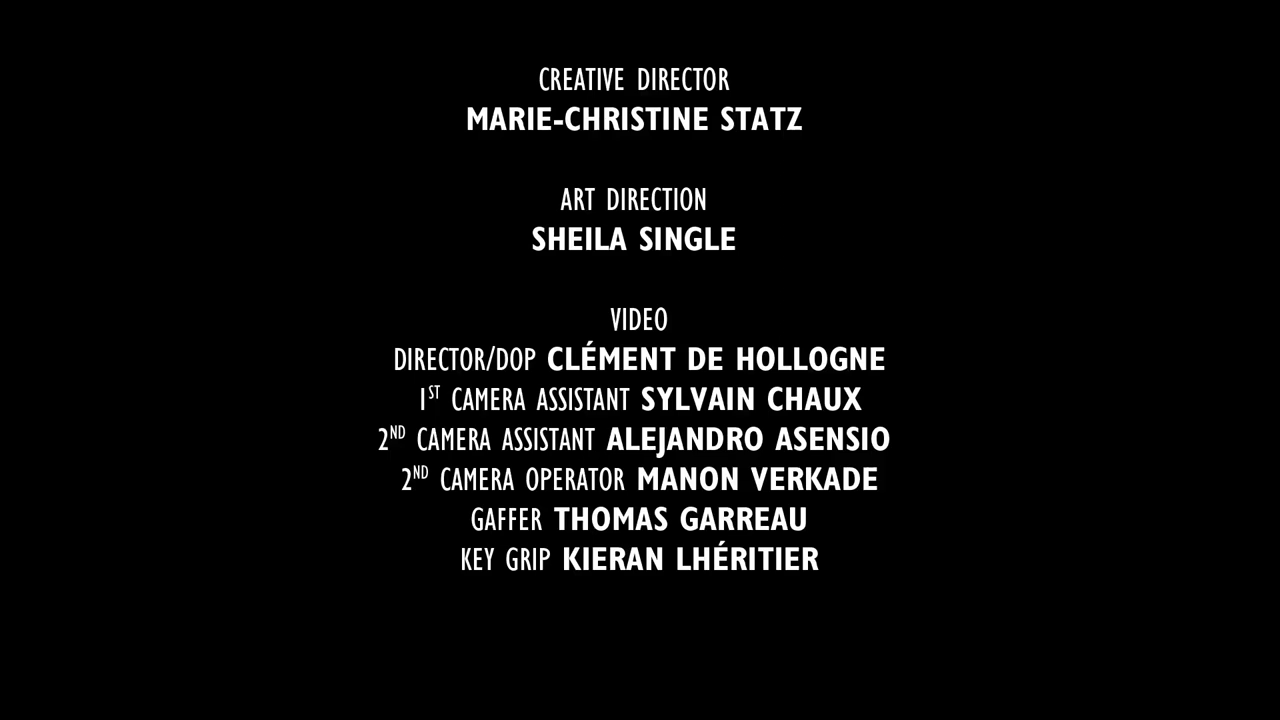 CREATIVE DIRECTOR
MARIE-CHRISTINE STATZ
ART DIRECTION
SHEILA SINGLE
VIDEO
DIRECTOR/DOP CLÉMENT DE HOLLOGNE
1ST CAMERA ASSISTANT SYLVAIN CHAUX
2ND CAMERA ASSISTANT ALEJANDRO ASENSIO
2ND CAMERA OPERATOR MANON VERKADE
GAFFER THOMAS GARREAU
KEY GRIP KIERAN LHÉRITIER